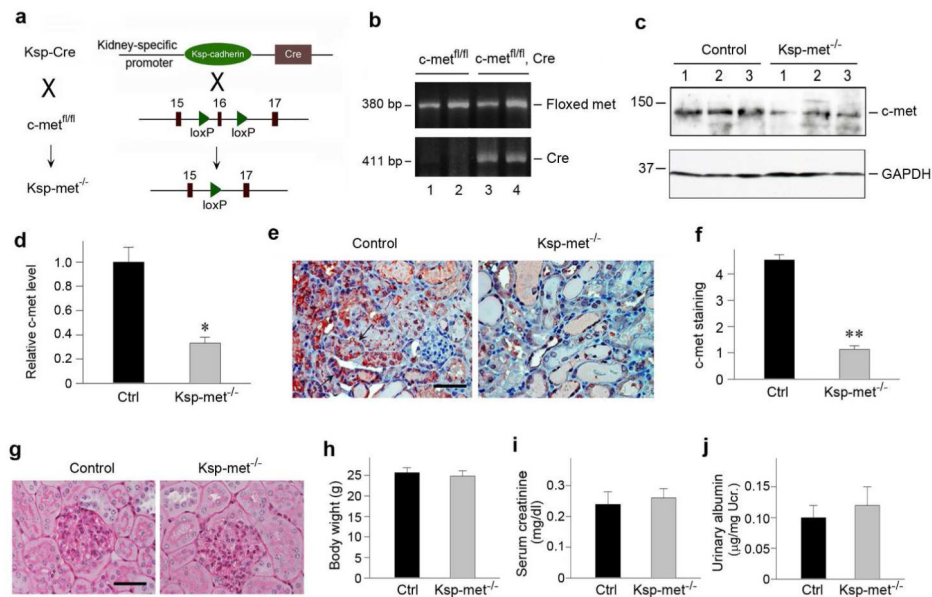 a
Ksp-Cre
X
c-met^fl/fl
Ksp-met^-/-
Kidney-specific
promoter
Ksp-cadherin
Cre
X
15 16 17
loxP loxP
15 17
loxP
b
c-met^fl/fl c-met^fl/fl, Cre
380 bp Floxed met
411 bp Cre
1 2 3 4
c
Control Ksp-met^-/-
1 2 3 1 2 3
150
c-met
37
GAPDH
d
Relative c-met level
1.0
0.8
0.6
0.4
0.2
0
*
Ctrl Ksp-met^-/-
e
Control Ksp-met^-/-
f
c-met staining
4
3
2
1
0
**
Ctrl Ksp-met^-/-
g
Control Ksp-met^-/-
h
Body wight (g)
25
20
15
10
5
0
Ctrl Ksp-met^-/-
i
Serum creatinine
(mg/dl)
0.2
0.2
0
Ctrl Ksp-met^-/-
j
Urinary albumin
(μg/mg Ucr.)
0.15
0.10
0.05
0
Ctrl Ksp-met^-/-